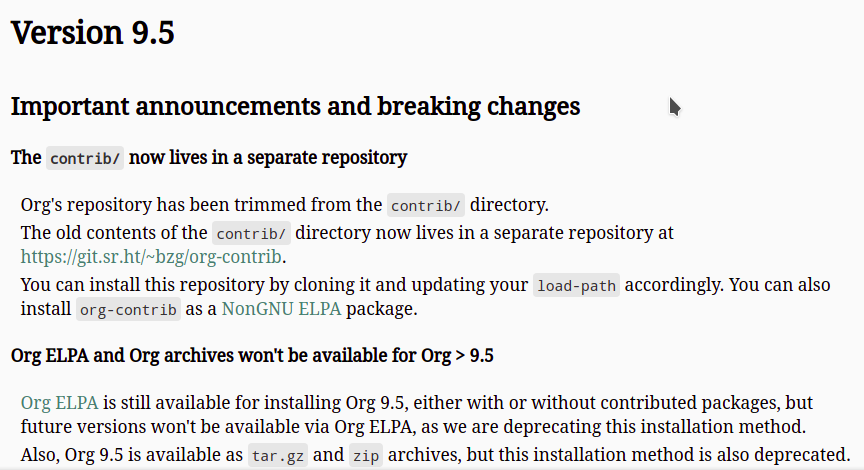 Version 9.5
Important announcements and breaking changes
The contrib/ now lives in a separate repository
Org's repository has been trimmed from the contrib/ directory.
The old contents of the contrib/ directory now lives in a separate repository at
https://git.sr.ht/~bzg/org-contrib.
You can install this repository by cloning it and updating your load-path accordingly. You can also
install org-contrib as a NonGNU ELPA package.
Org ELPA and Org archives won't be available for Org > 9.5
Org ELPA is still available for installing Org 9.5, either with or without contributed packages, but
future versions won't be available via Org ELPA, as we are deprecating this installation method.
Also, Org 9.5 is available as tar.gz and zip archives, but this installation method is also deprecated.